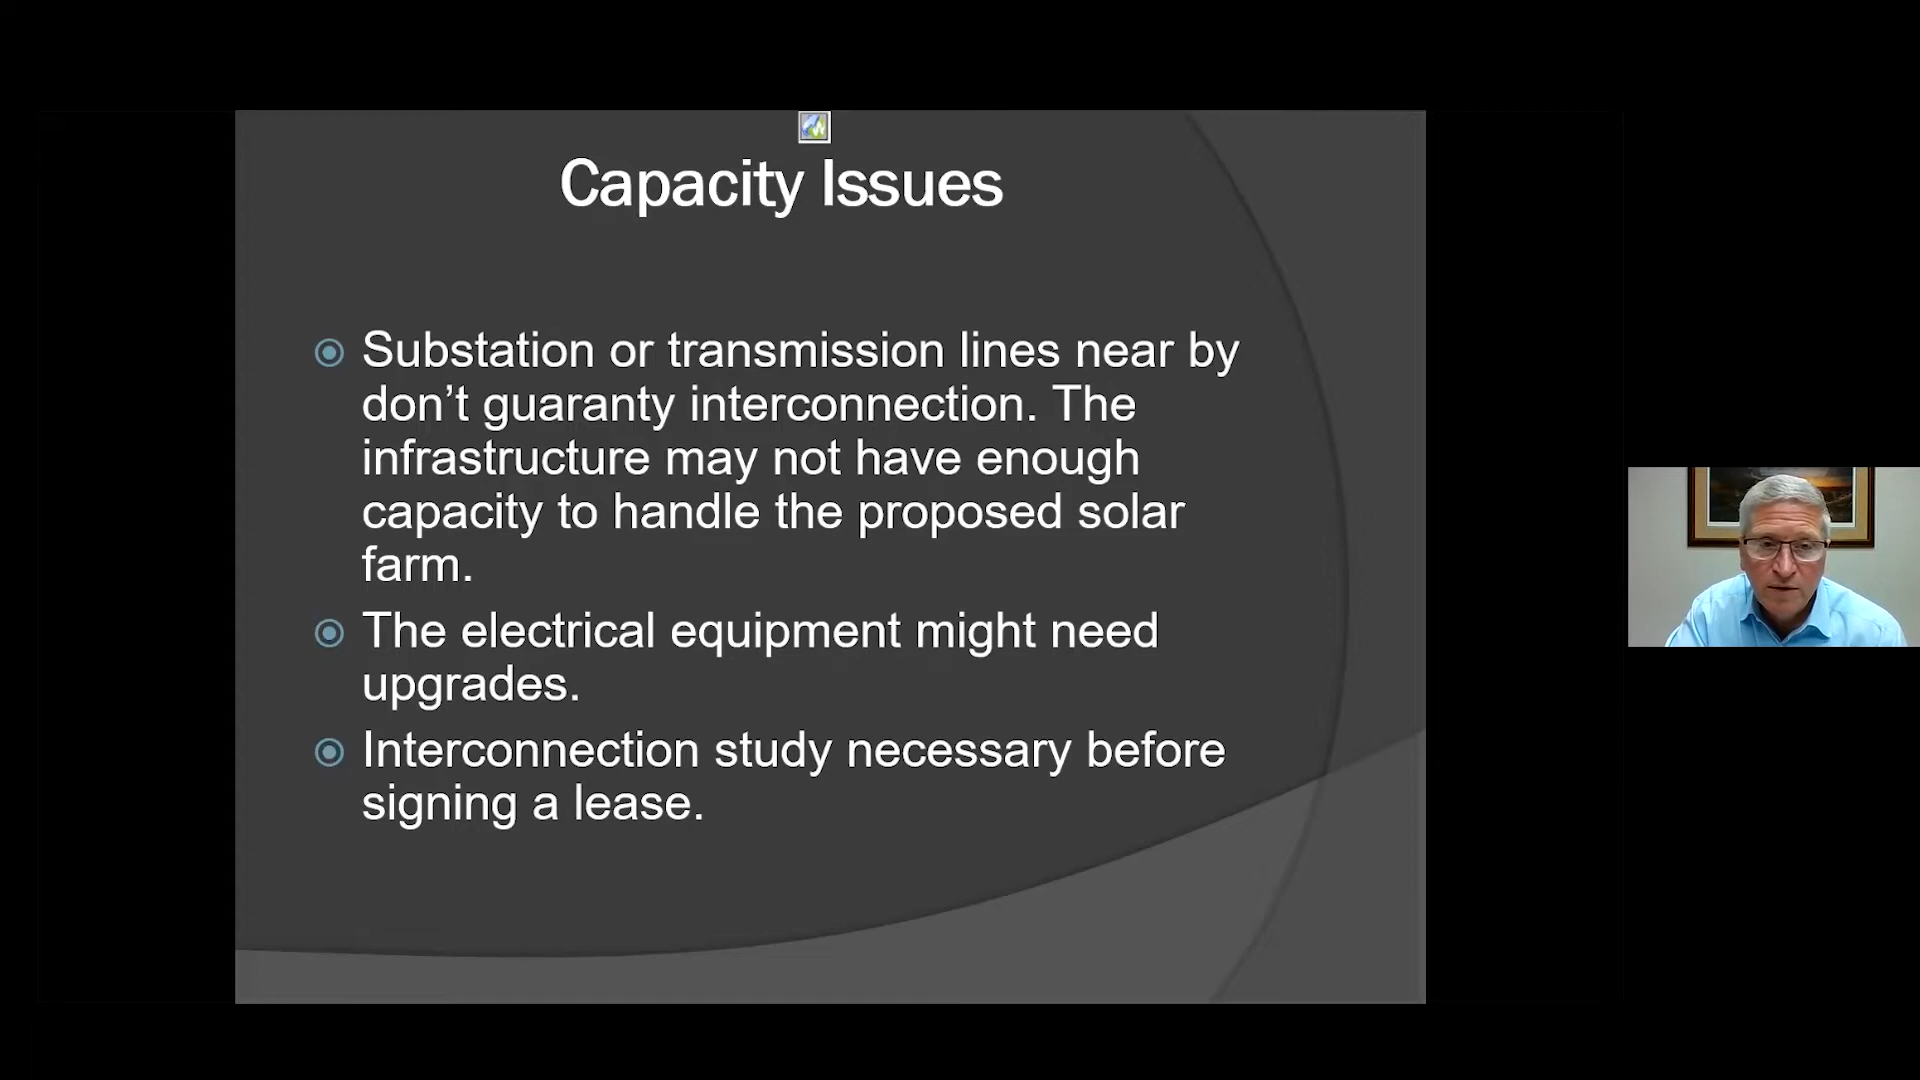 Capacity Issues
Substation or transmission lines near by
don’t guaranty interconnection. The
infrastructure may not have enough
capacity to handle the proposed solar
farm.
The electrical equipment might need
upgrades.
Interconnection study necessary before
signing a lease.